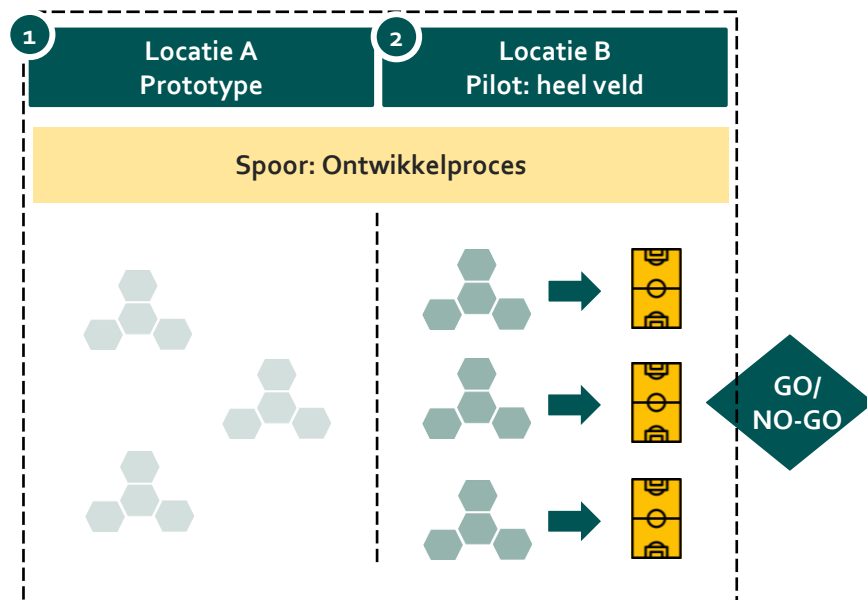 1
Locatie A
Prototype
2
Locatie B
Pilot: heel veld
Spoor: Ontwikkelproces
GO/
NO-GO